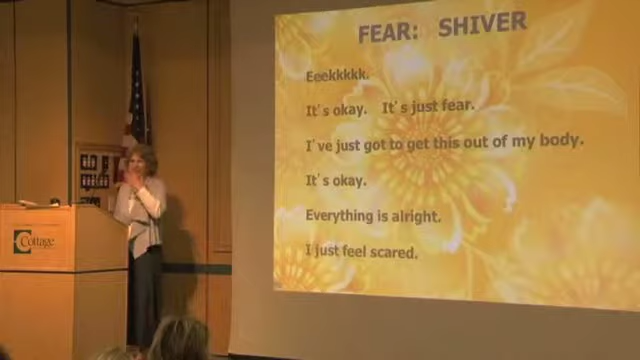 FEAR: SHIVER
Eeekkkkk.
It's okay. It's just fear.
I've just got to get this out of my body.
It's okay.
Everything is alright.
I just feel scared.
Cottage